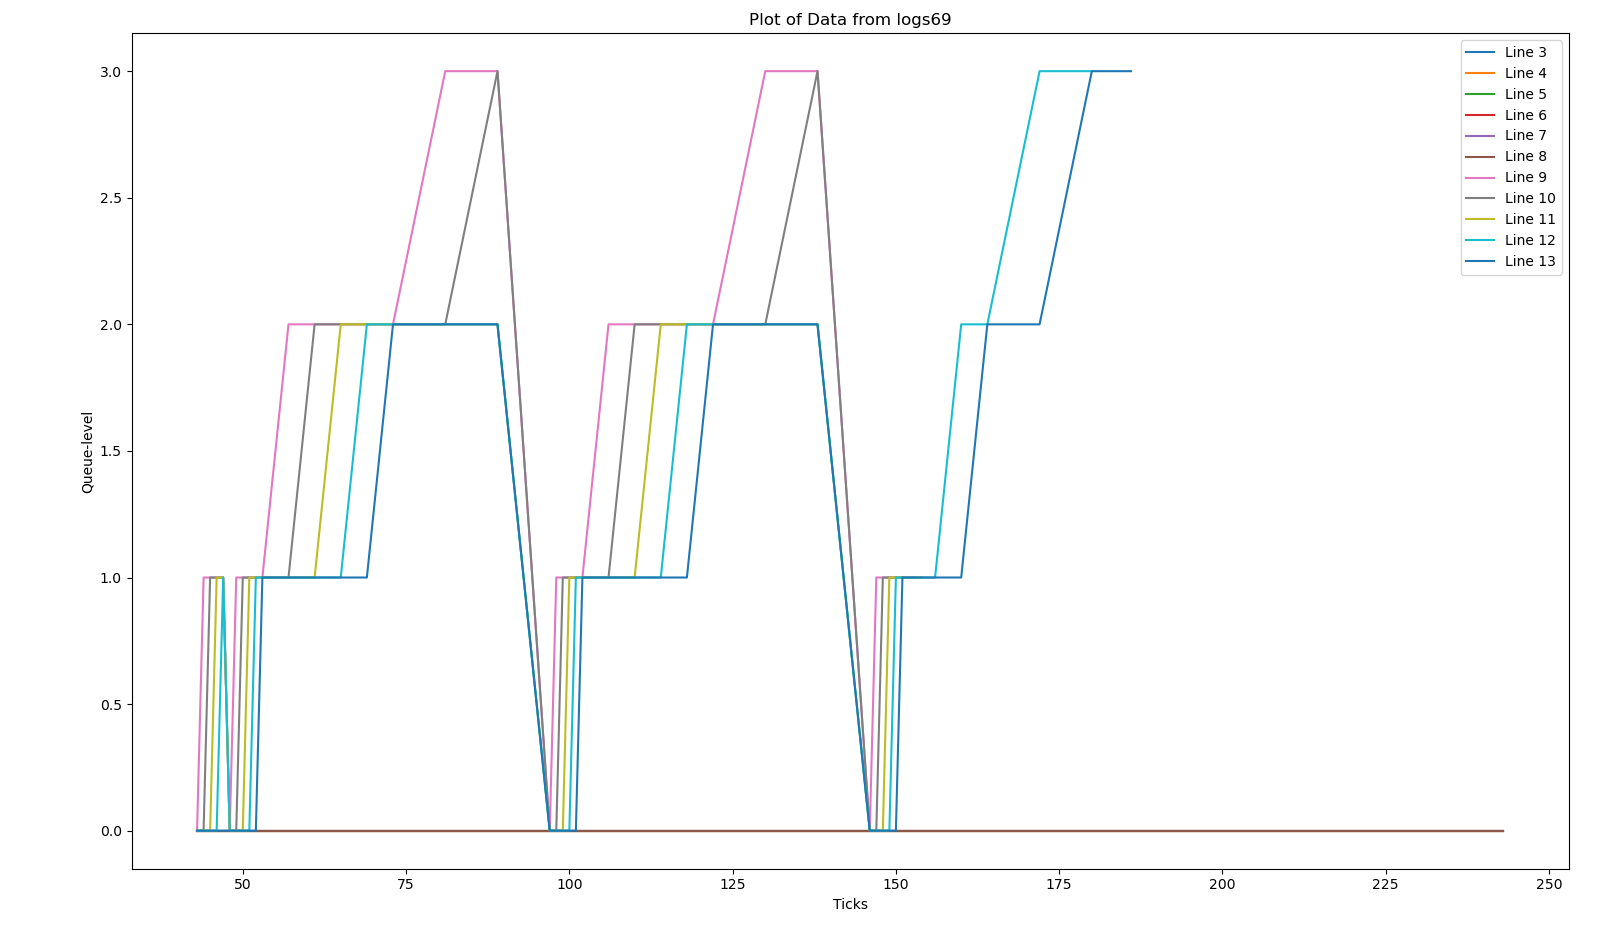 Plot of Data from logs69
Line 3
Line 4
Line 5
Line 6
Line 7
Line 8
Line 9
Line 10
Line 11
Line 12
Line 13
Queue-level
3.0
2.5
2.0
1.5
1.0
0.5
0.0
50 75 100 125 150 175 200 225 250
Ticks